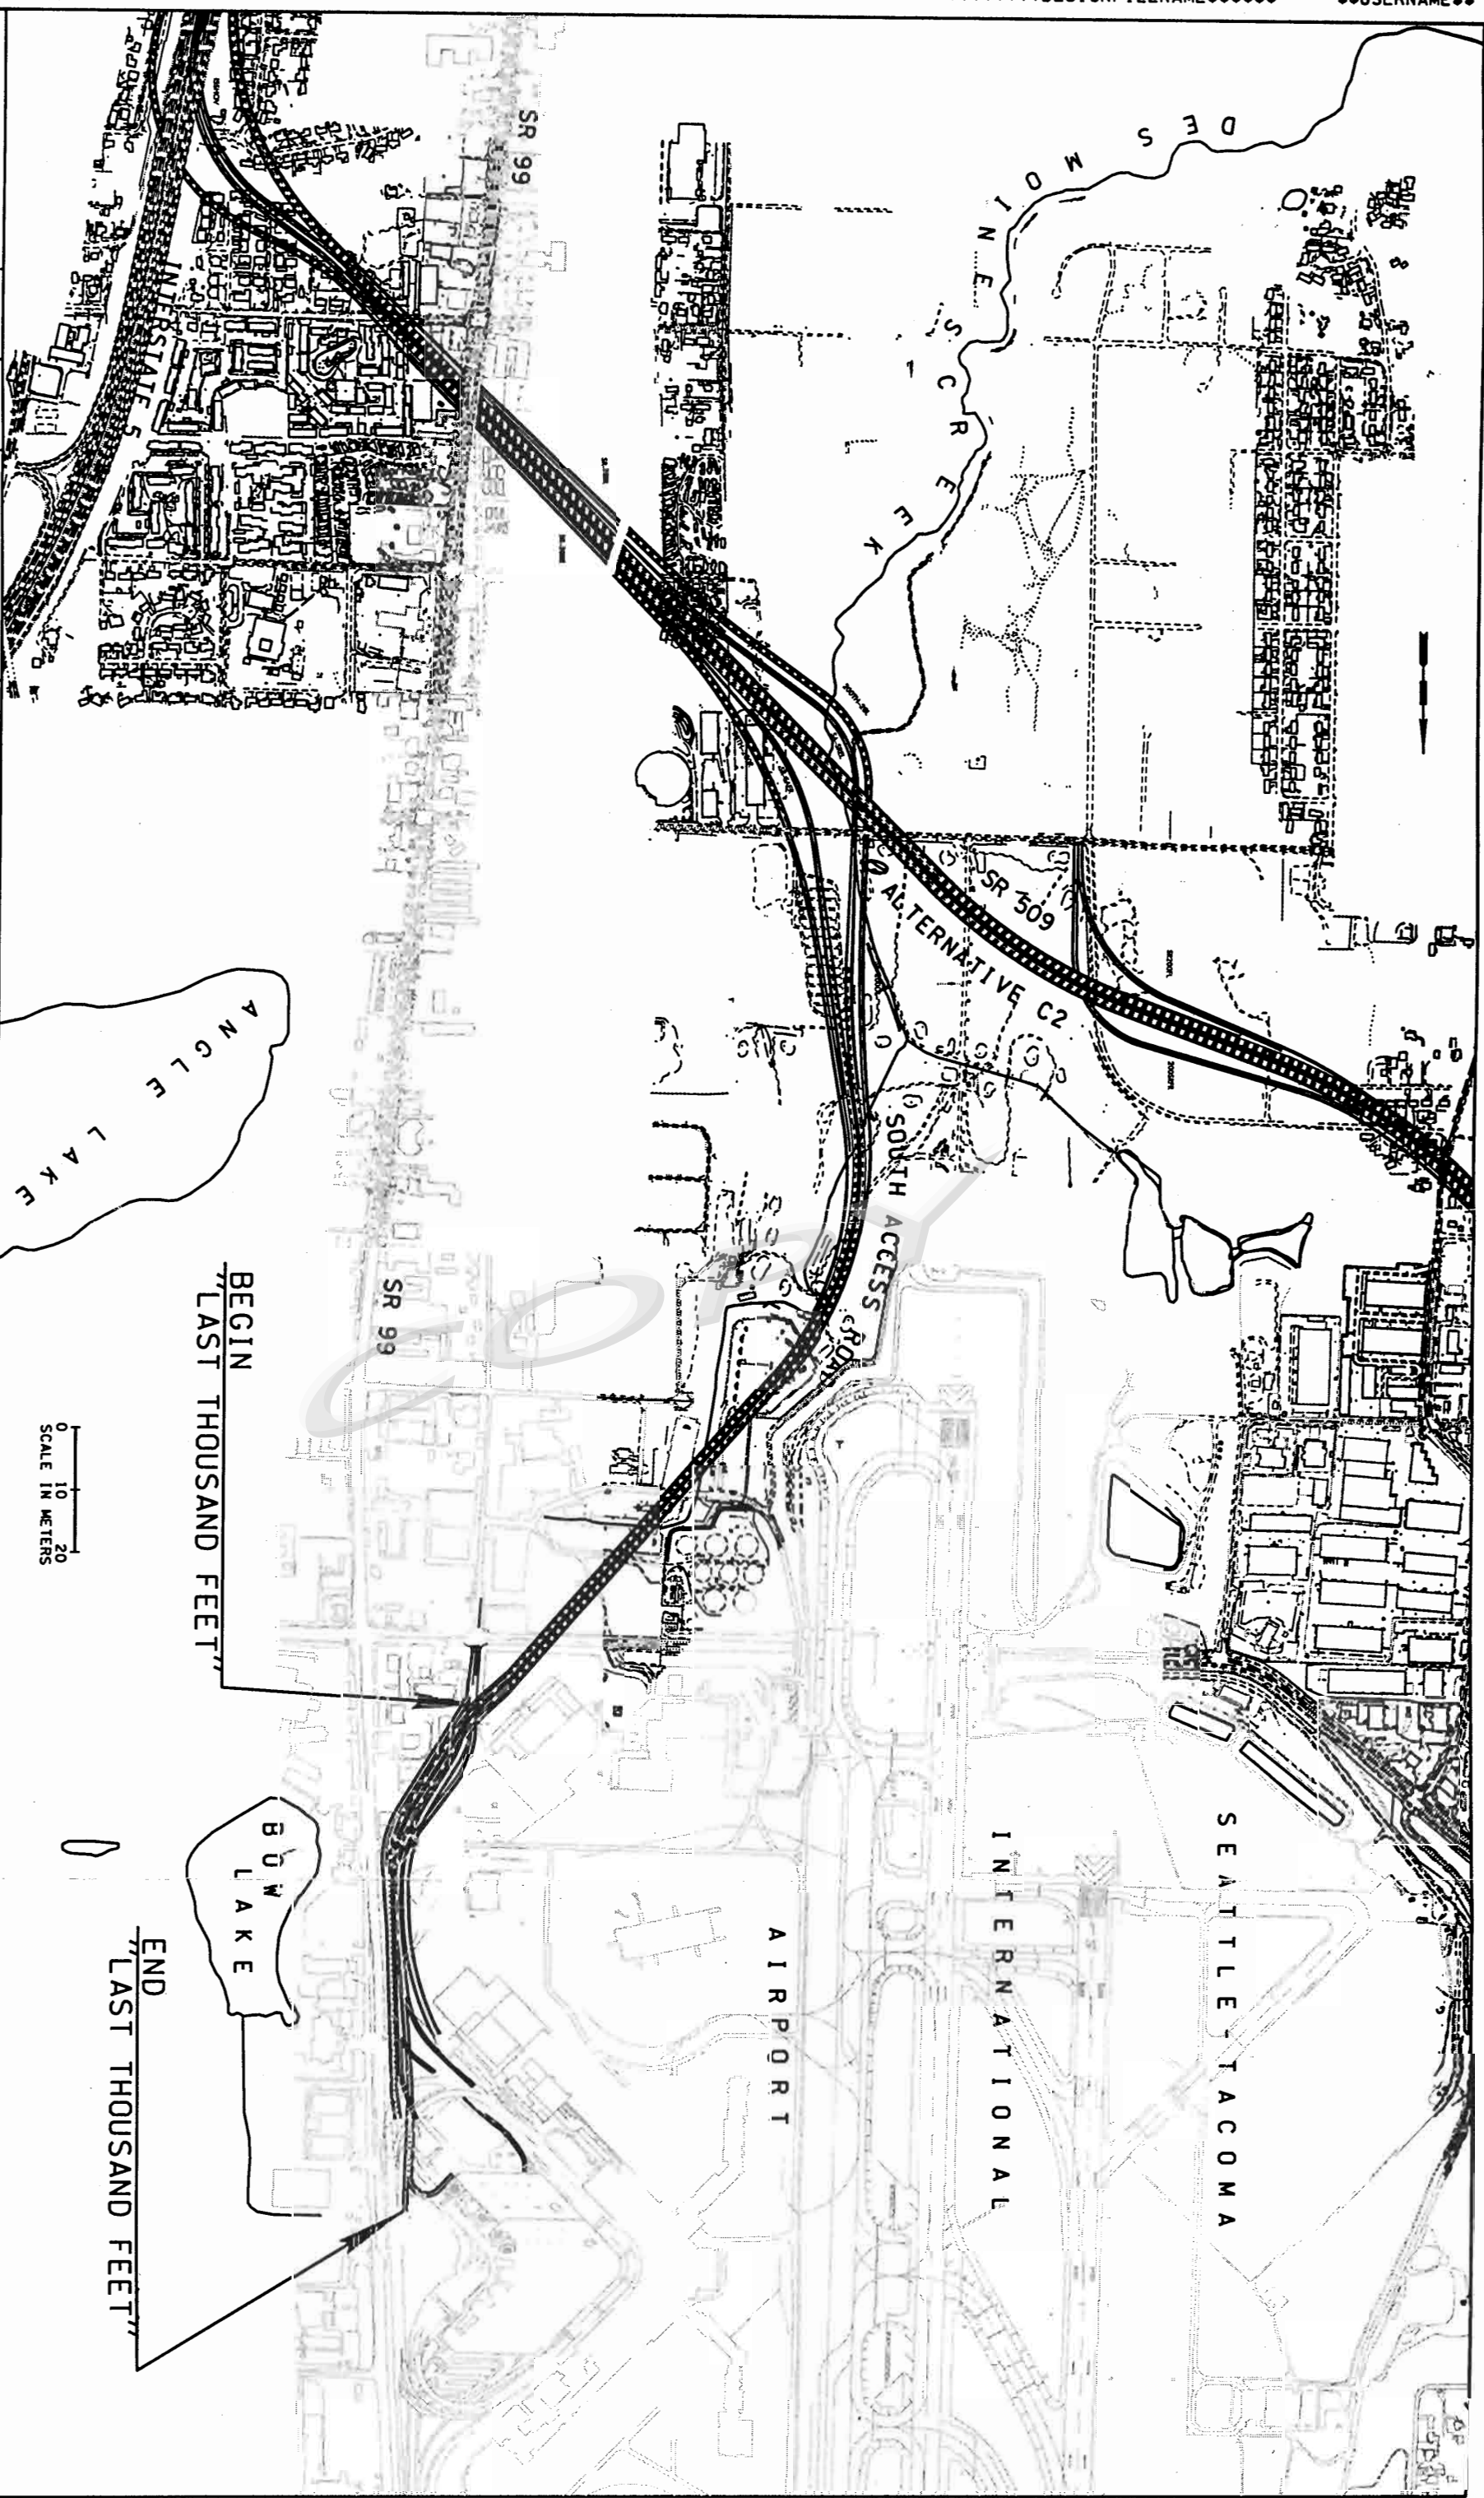 DES MOINES CREEK
SR 99
INTERSTATE 5
SR 509
ALTERNATIVE C2
SOUTH ACCESS ROAD
ANGLE LAKE
SR 99
BEGIN
"LAST THOUSAND FEET"
0 10 20
SCALE IN METERS
BOW
LAKE
END
"LAST THOUSAND FEET"
SEATTLE-TACOMA
INTERNATIONAL
AIRPORT
COPY